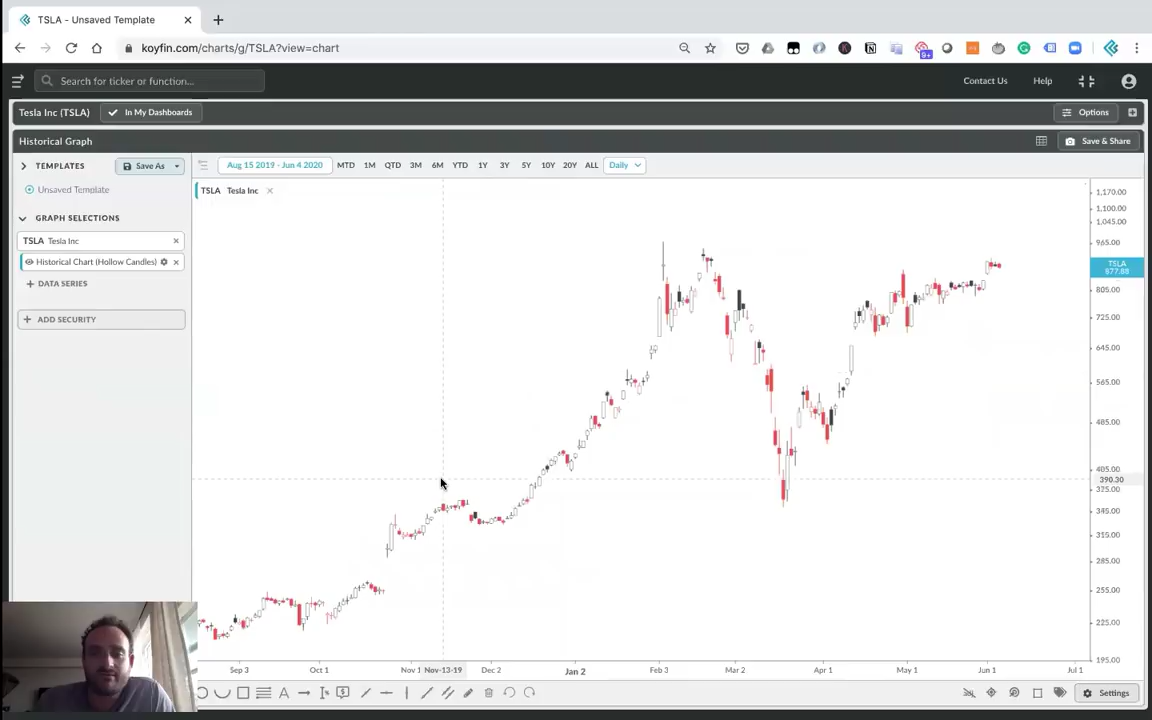 TSLA - Unsaved Template
koyfin.com/charts/g/TSLA?view=chart
9+
Search for ticker or function...
Contact Us
Help
Tesla Inc (TSLA)
In My Dashboards
Options
Historical Graph
Save & Share
TEMPLATES
Save As
Aug 15 2019 - Jun 4 2020
MTD
1M
QTD
3M
6M
YTD
1Y
3Y
5Y
10Y
20Y
ALL
Daily
Unsaved Template
TSLA Tesla Inc
GRAPH SELECTIONS
TSLA Tesla Inc
Historical Chart (Hollow Candles)
+ DATA SERIES
+ ADD SECURITY
1,170.00
1,100.00
1,045.00
965.00
TSLA
877.88
805.00
725.00
645.00
565.00
485.00
405.00
390.30
375.00
345.00
315.00
285.00
255.00
225.00
195.00
Sep 3
Oct 1
Nov 1
Nov-13-19
Dec 2
Jan 2
Feb 3
Mar 2
Apr 1
May 1
Jun 1
Jul 1
Settings